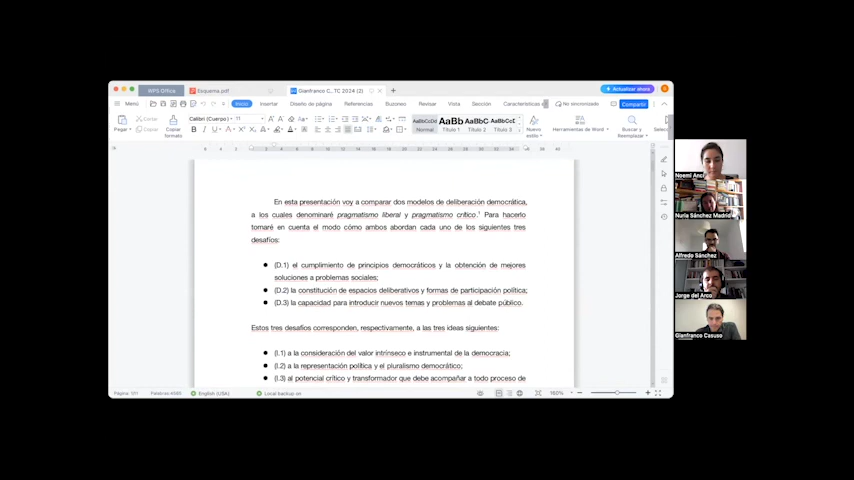 WPS Office
Esquema.pdf
Gianfranco C... TC 2024 (2)
Actualizar ahora
Menú
Inicio
Insertar
Diseño de página
Referencias
Buzones
Revisar
Vista
Sección
Características
No sincronizado
Compartir
Pegar
Cortar
Copiar
Copiar formato
Calibri (Cuerpo)
11
Normal
Título 1
Título 2
Título 3
Nuevo estilo
Herramientas de Word
Buscar y Reemplazar
En esta presentación voy a comparar dos modelos de deliberación democrática,
a los cuales denominaré pragmatismo liberal y pragmatismo crítico.¹ Para hacerlo
tomaré en cuenta el modo cómo ambos abordan cada uno de los siguientes tres
desafíos:
● (D.1) el cumplimiento de principios democráticos y la obtención de mejores
soluciones a problemas sociales;
● (D.2) la constitución de espacios deliberativos y formas de participación política;
● (D.3) la capacidad para introducir nuevos temas y problemas al debate público.
Estos tres desafíos corresponden, respectivamente, a las tres ideas siguientes:
● (I.1) a la consideración del valor intrínseco e instrumental de la democracia;
● (I.2) a la representación política y el pluralismo democrático;
● (I.3) al potencial crítico y transformador que debe acompañar a todo proceso de
English (USA)
Local backup on
160%
Noemí Anci
Nuria Sánchez Madrid
Alfredo Sánchez
Jorge del Arco
Gianfranco Casuso